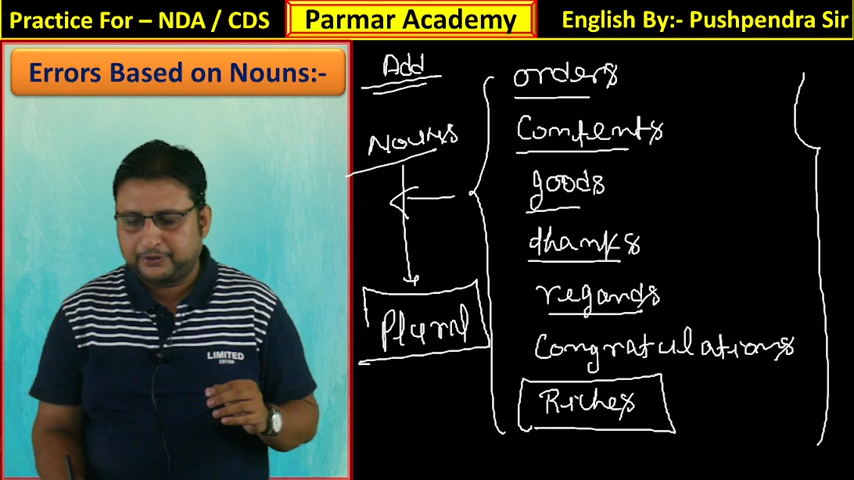 Practice For – NDA / CDS
Parmar Academy
English By:- Pushpendra Sir
Errors Based on Nouns:-
Add
Nouns
Plural
orders
Contents
goods
thanks
regards
Congratulations
Riches
LIMITED
EDITION